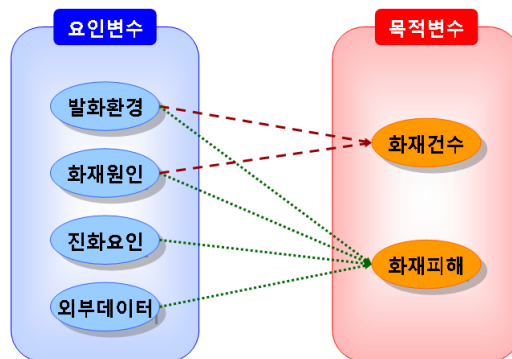 요인변수
목적변수
발화환경
화재원인
진화요인
외부데이터
화재건수
화재피해